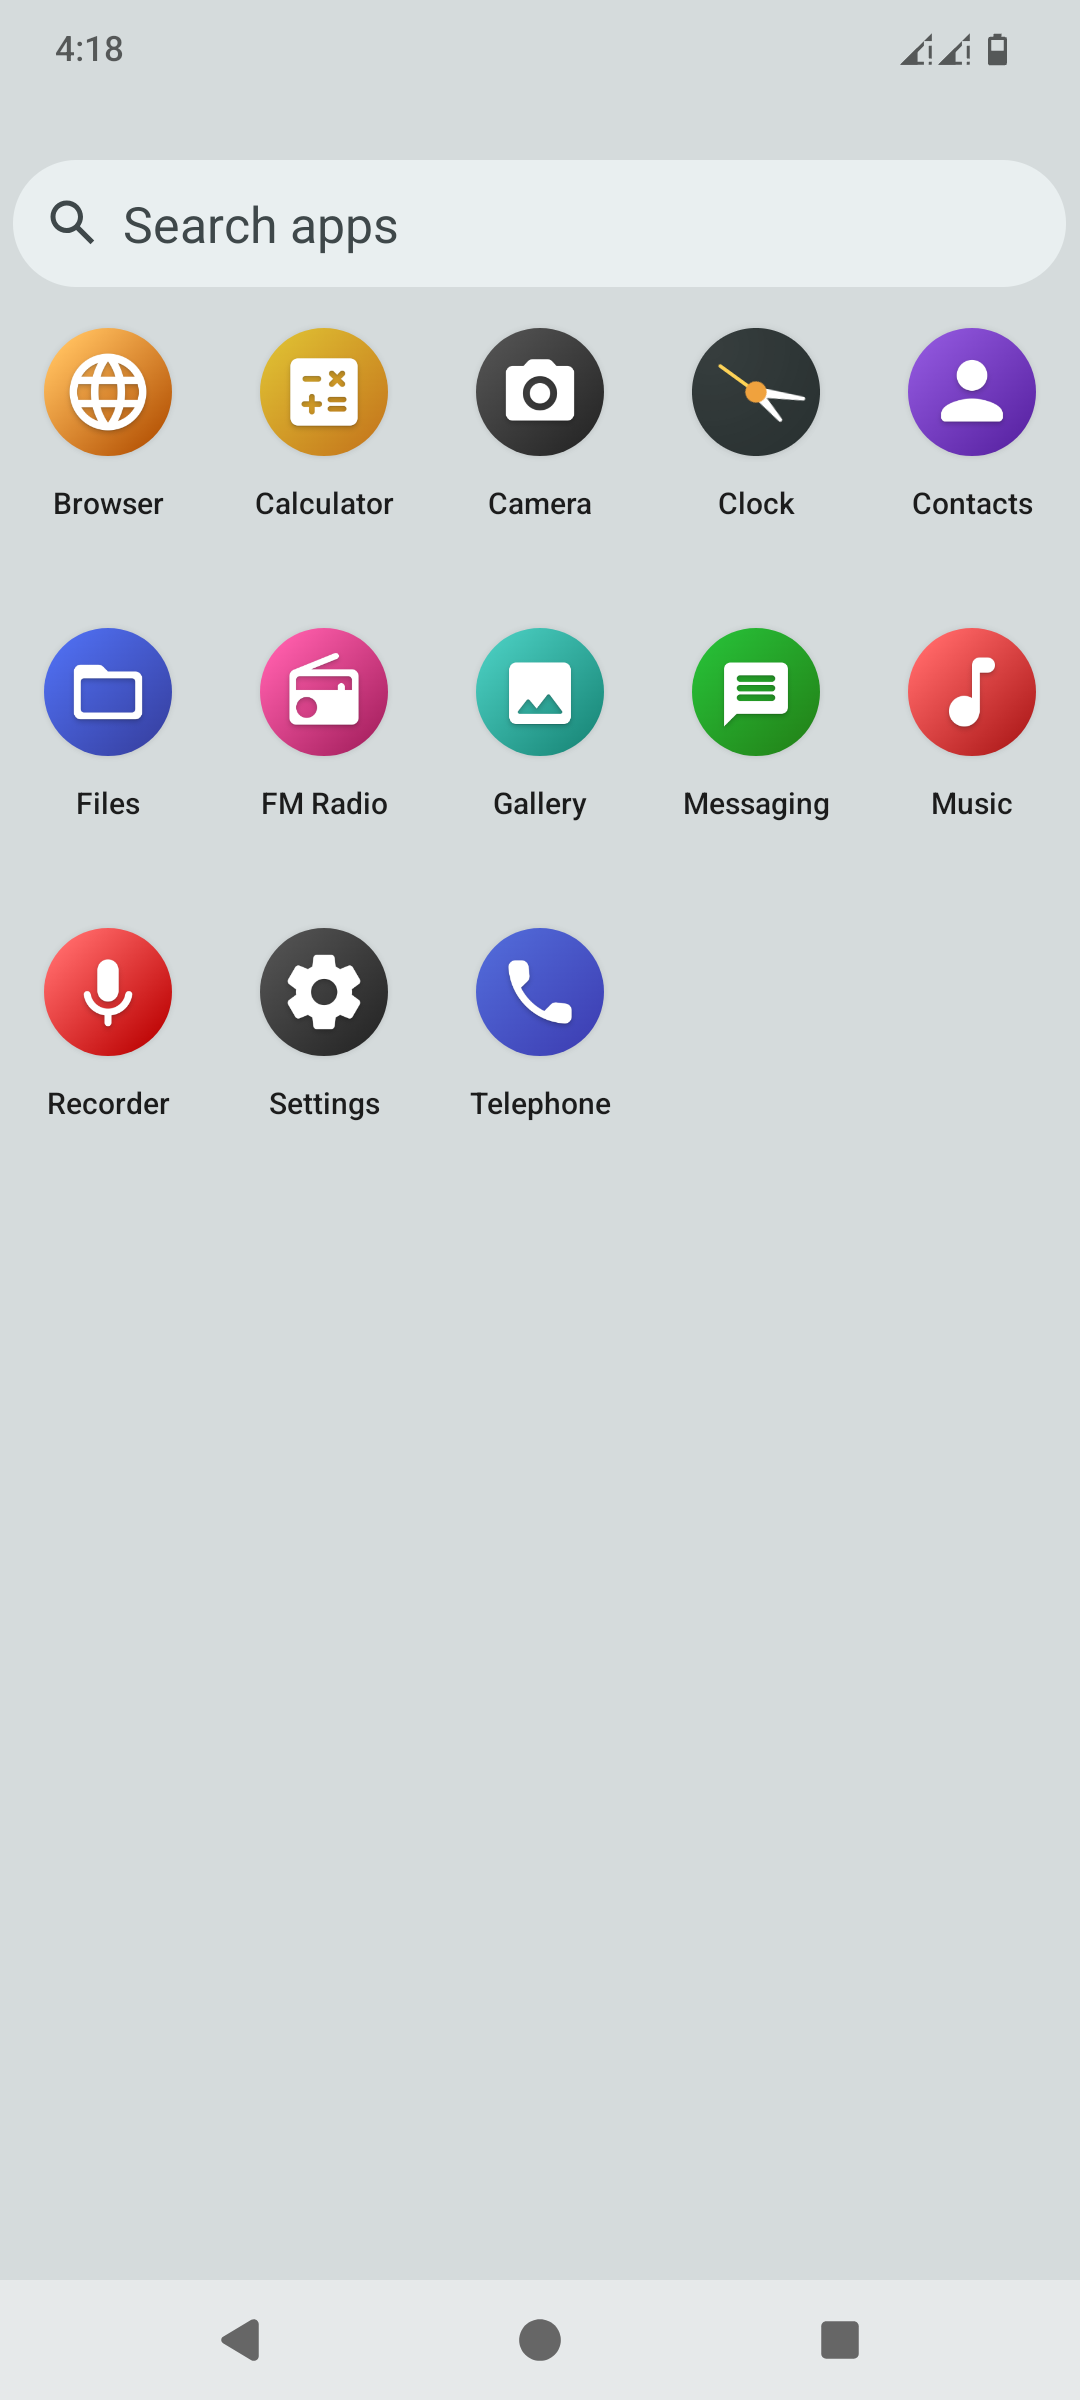 4:18
Search apps
Browser Calculator Camera Clock Contacts
Files FM Radio Gallery Messaging Music
Recorder Settings Telephone